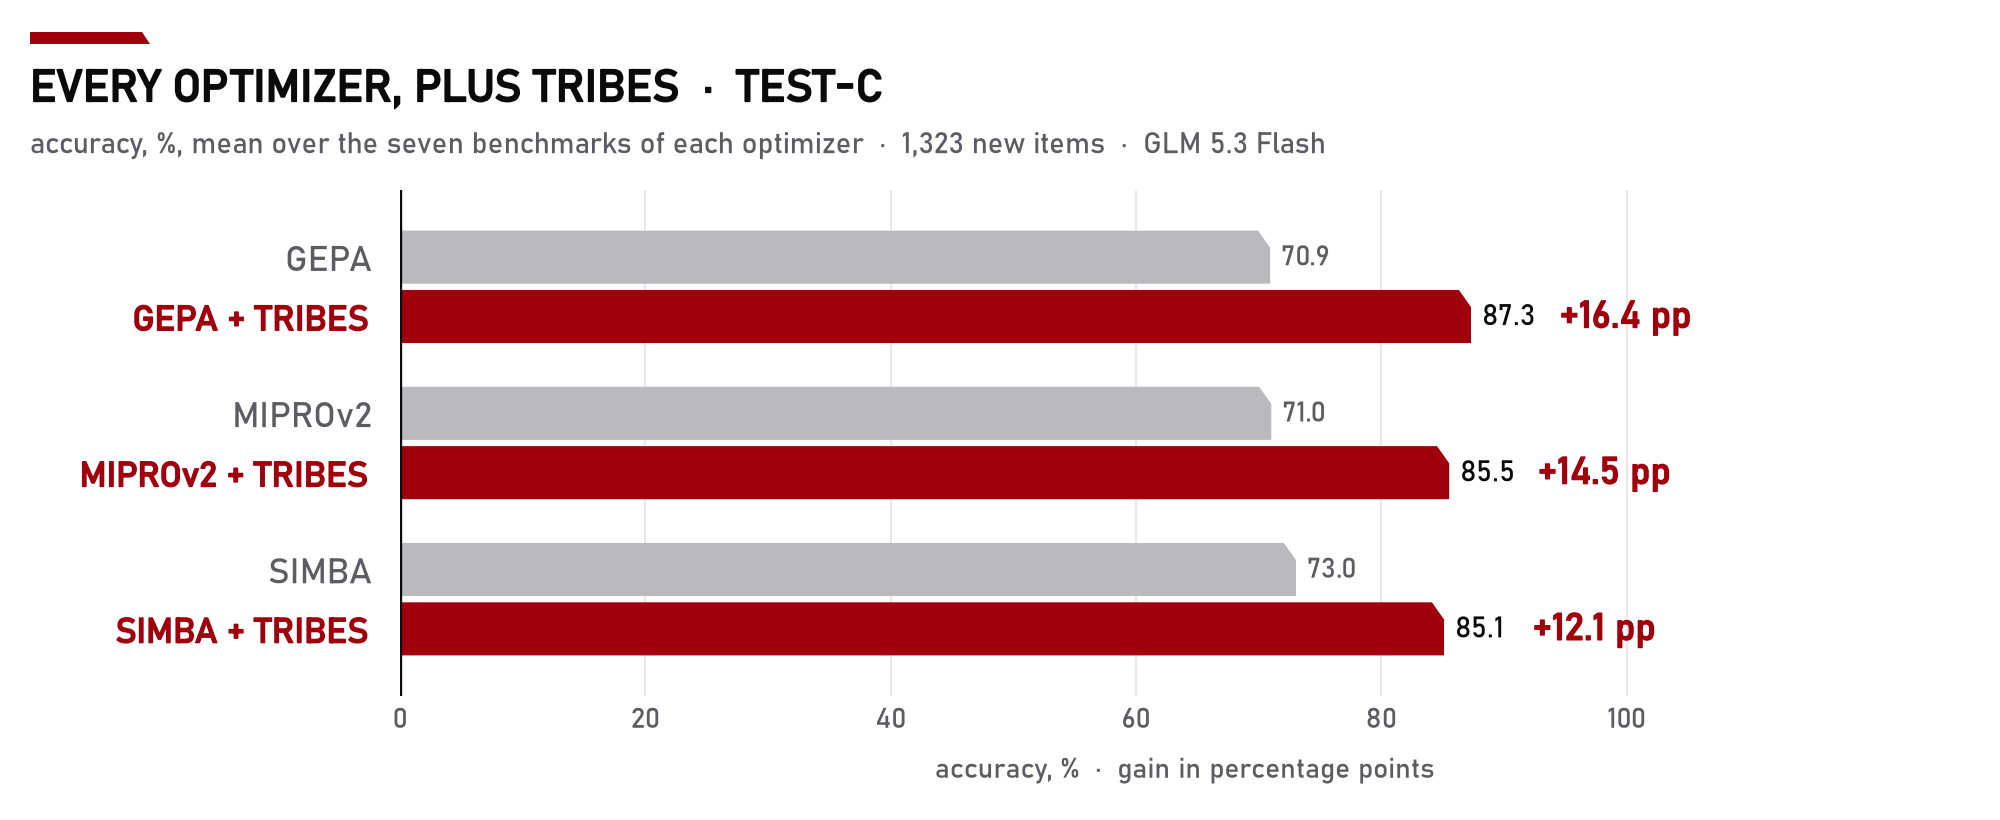 EVERY OPTIMIZER, PLUS TRIBES · TEST-C
accuracy, %, mean over the seven benchmarks of each optimizer · 1,323 new items · GLM 5.3 Flash
GEPA 70.9
GEPA + TRIBES 87.3 +16.4 pp
MIPROv2 71.0
MIPROv2 + TRIBES 85.5 +14.5 pp
SIMBA 73.0
SIMBA + TRIBES 85.1 +12.1 pp
0 20 40 60 80 100
accuracy, % · gain in percentage points